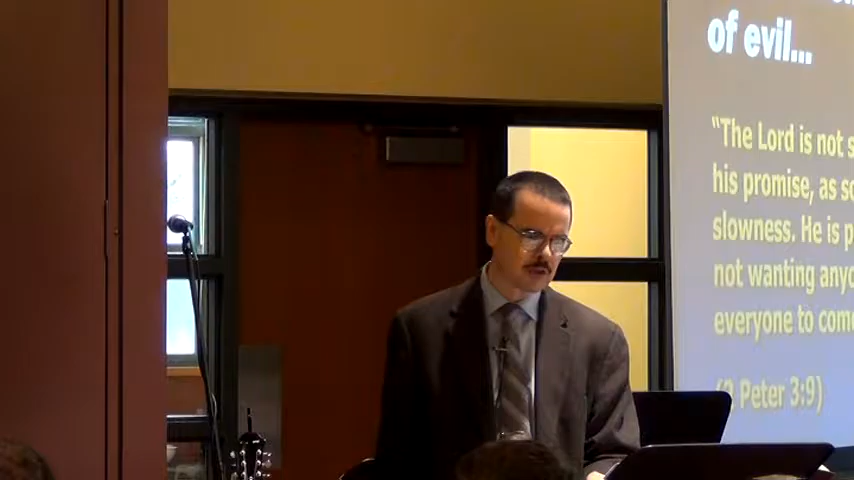 of evil...
"The Lord is not s
his promise, as so
slowness. He is p
not wanting anyo
everyone to come
(2 Peter 3:9)